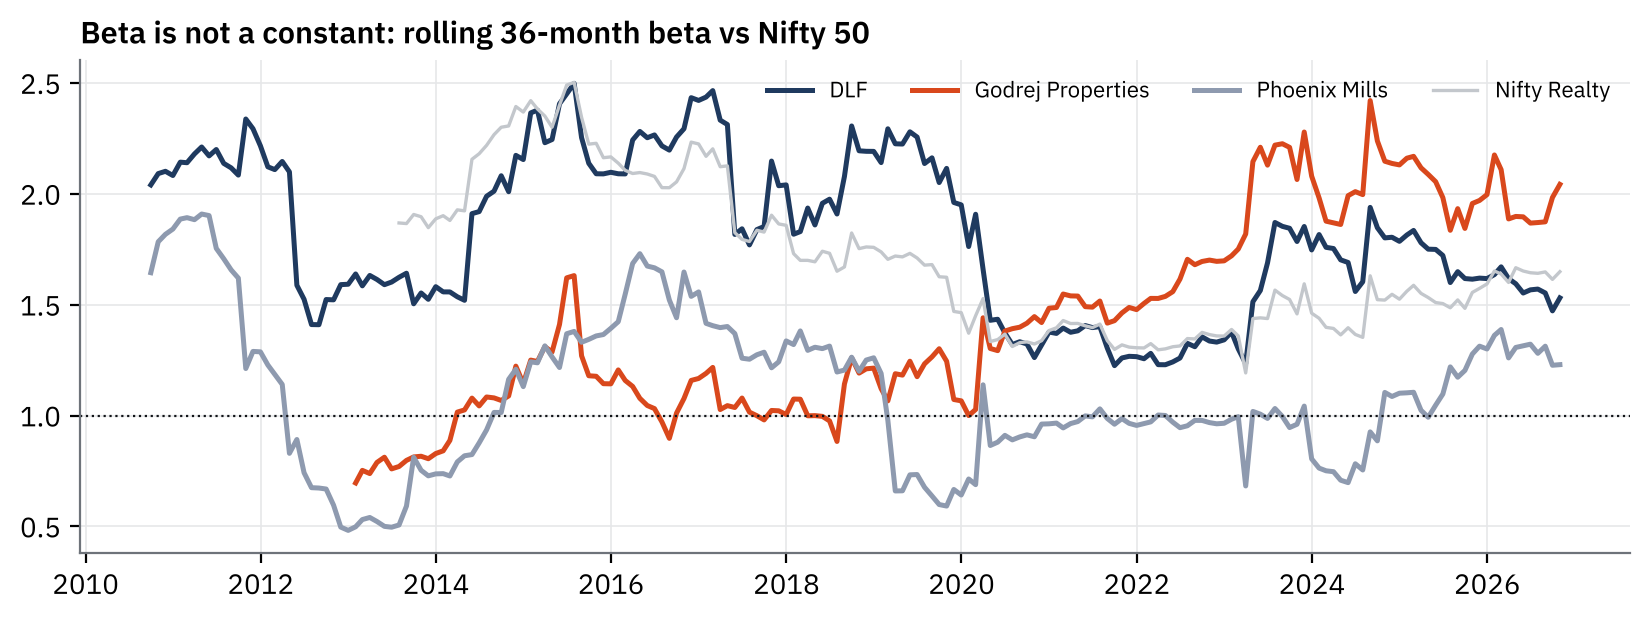 Beta is not a constant: rolling 36-month beta vs Nifty 50
DLF Godrej Properties Phoenix Mills Nifty Realty
2.5
2.0
1.5
1.0
0.5
2010 2012 2014 2016 2018 2020 2022 2024 2026